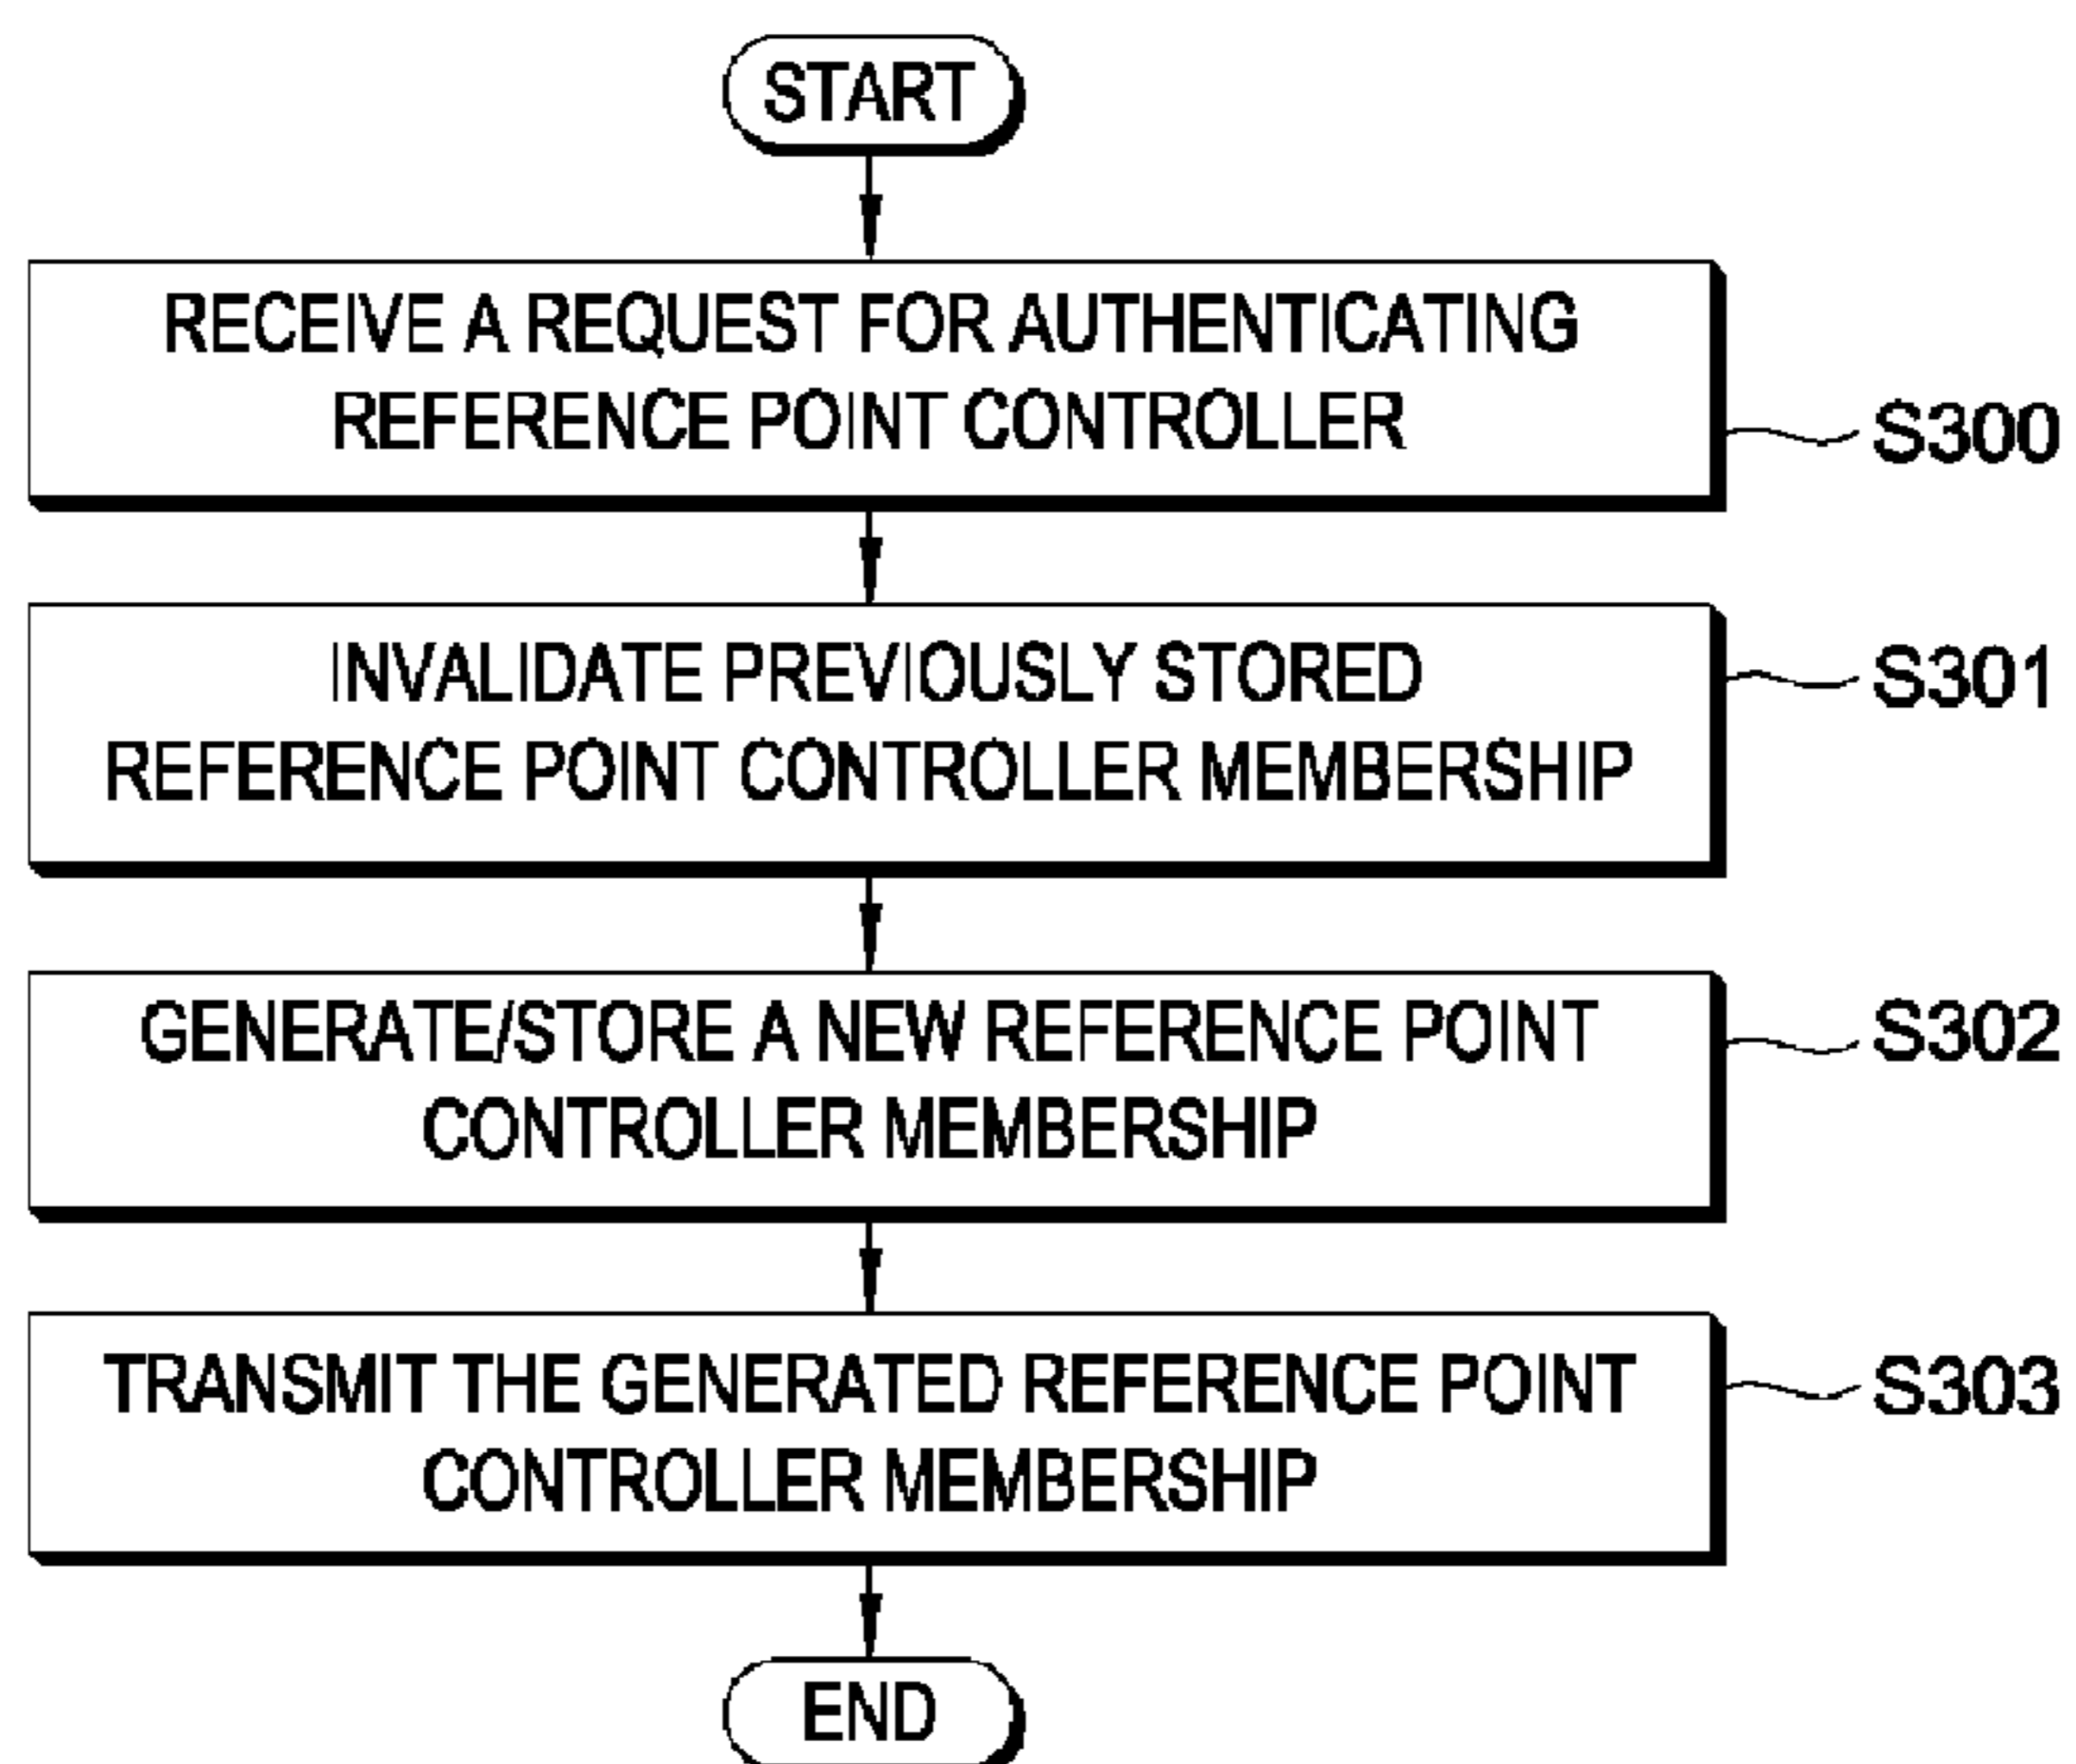 START
RECEIVE A REQUEST FOR AUTHENTICATING
REFERENCE POINT CONTROLLER
S300
INVALIDATE PREVIOUSLY STORED
REFERENCE POINT CONTROLLER MEMBERSHIP
S301
GENERATE/STORE A NEW REFERENCE POINT
CONTROLLER MEMBERSHIP
S302
TRANSMIT THE GENERATED REFERENCE POINT
CONTROLLER MEMBERSHIP
S303
END